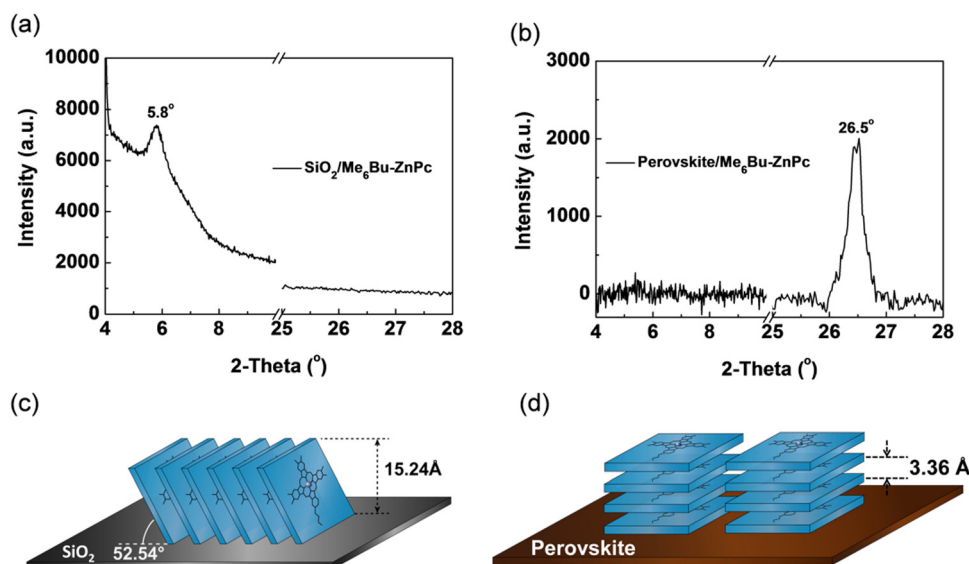 (a)
10000
8000
6000
4000
2000
0
5.8°
SiO₂/Me₆Bu-ZnPc
4
6
8
25
26
27
28
Intensity (a.u.)
2-Theta (°)
(b)
3000
2000
1000
0
26.5°
Perovskite/Me₆Bu-ZnPc
4
6
8
25
26
27
28
Intensity (a.u.)
2-Theta (°)
(c)
15.24Å
SiO₂
52.54°
(d)
3.36 Å
Perovskite